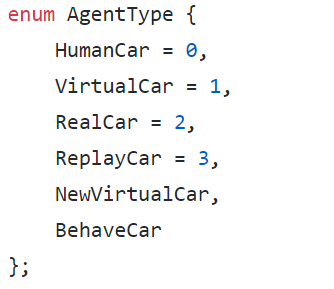 enum AgentType {
    HumanCar = 0,
    VirtualCar = 1,
    RealCar = 2,
    ReplayCar = 3,
    NewVirtualCar,
    BehaveCar
};